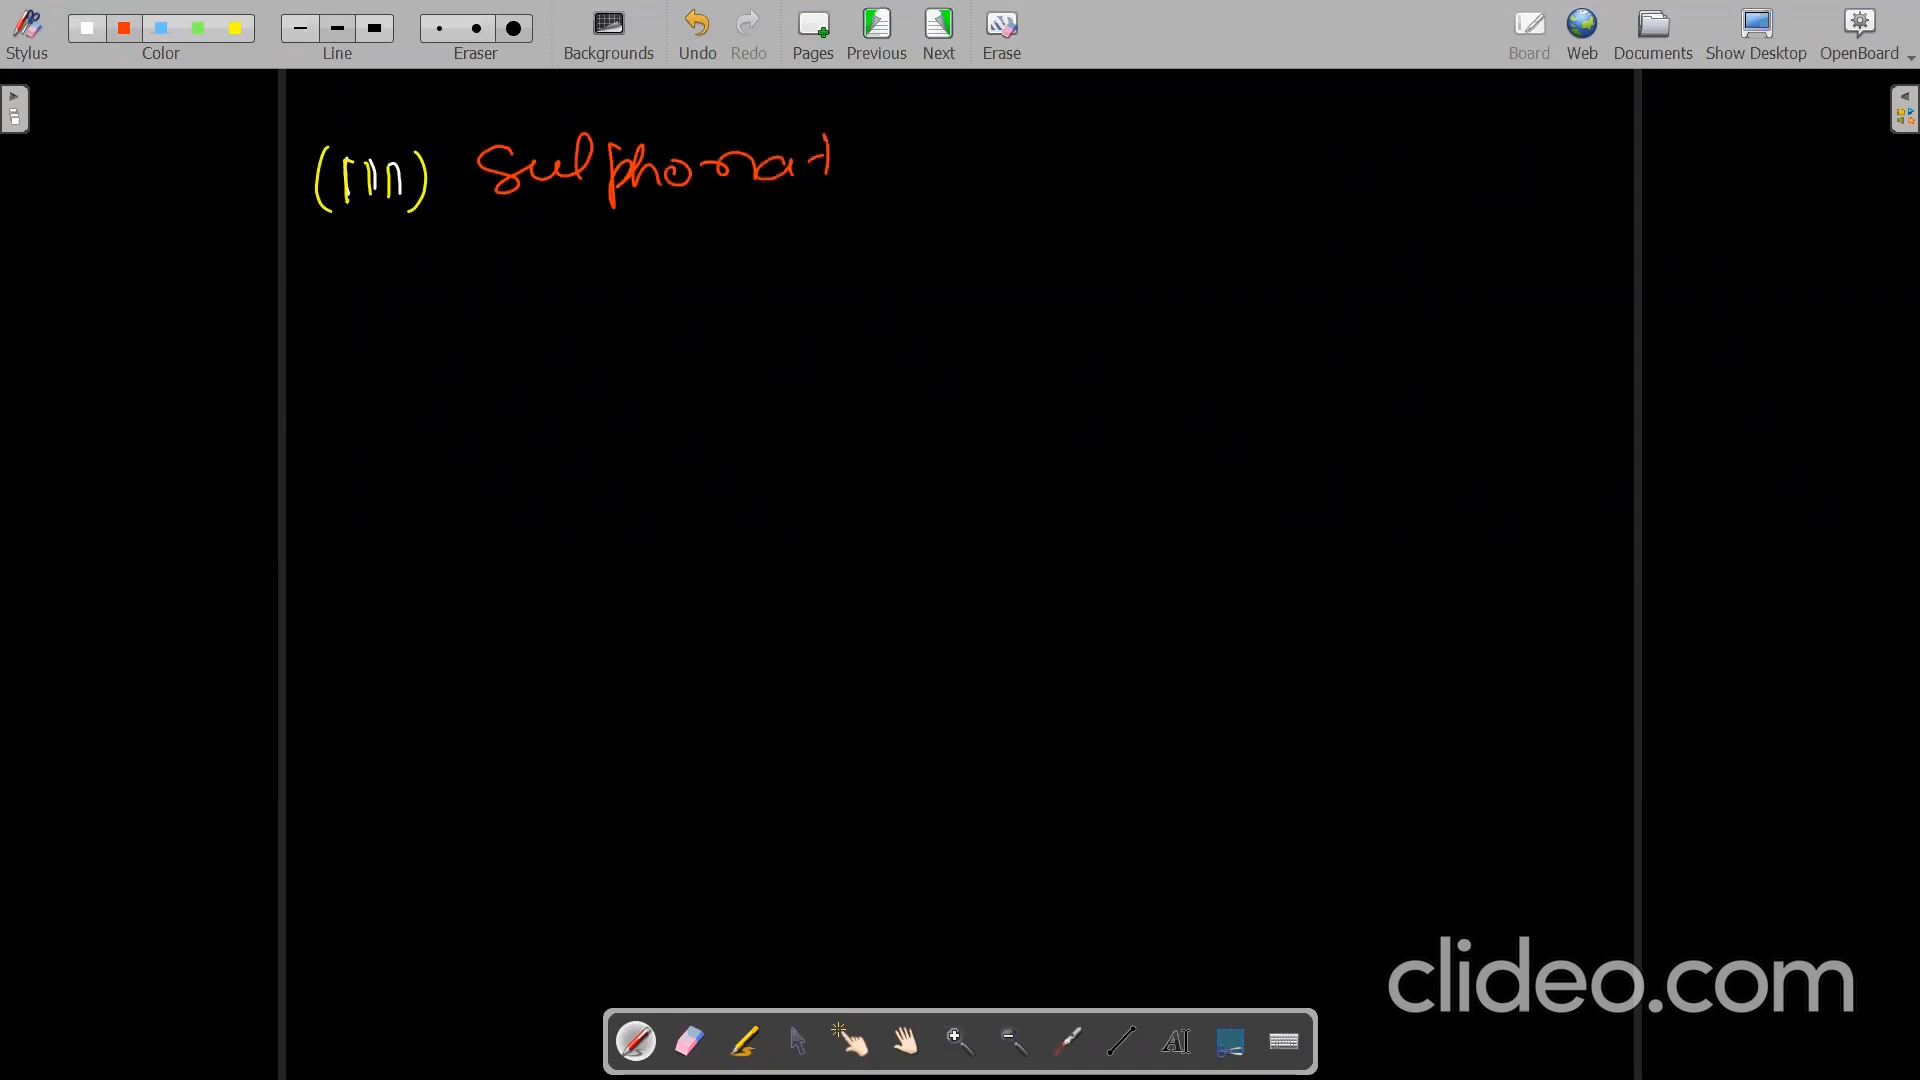 Stylus Color Line Eraser Backgrounds Undo Redo Pages Previous Next Erase Board Web Documents Show Desktop OpenBoard
(III) Sulphonat
clideo.com